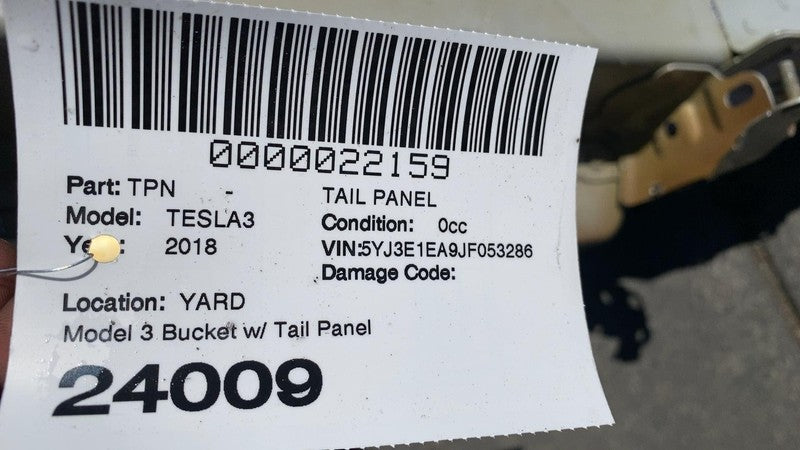 0000022159
Part: TPN - TAIL PANEL
Model: TESLA3 Condition: 0cc
2018 VIN:5YJ3E1EA9JF053286
Damage Code:
Location: YARD
Model 3 Bucket w/ Tail Panel
24009